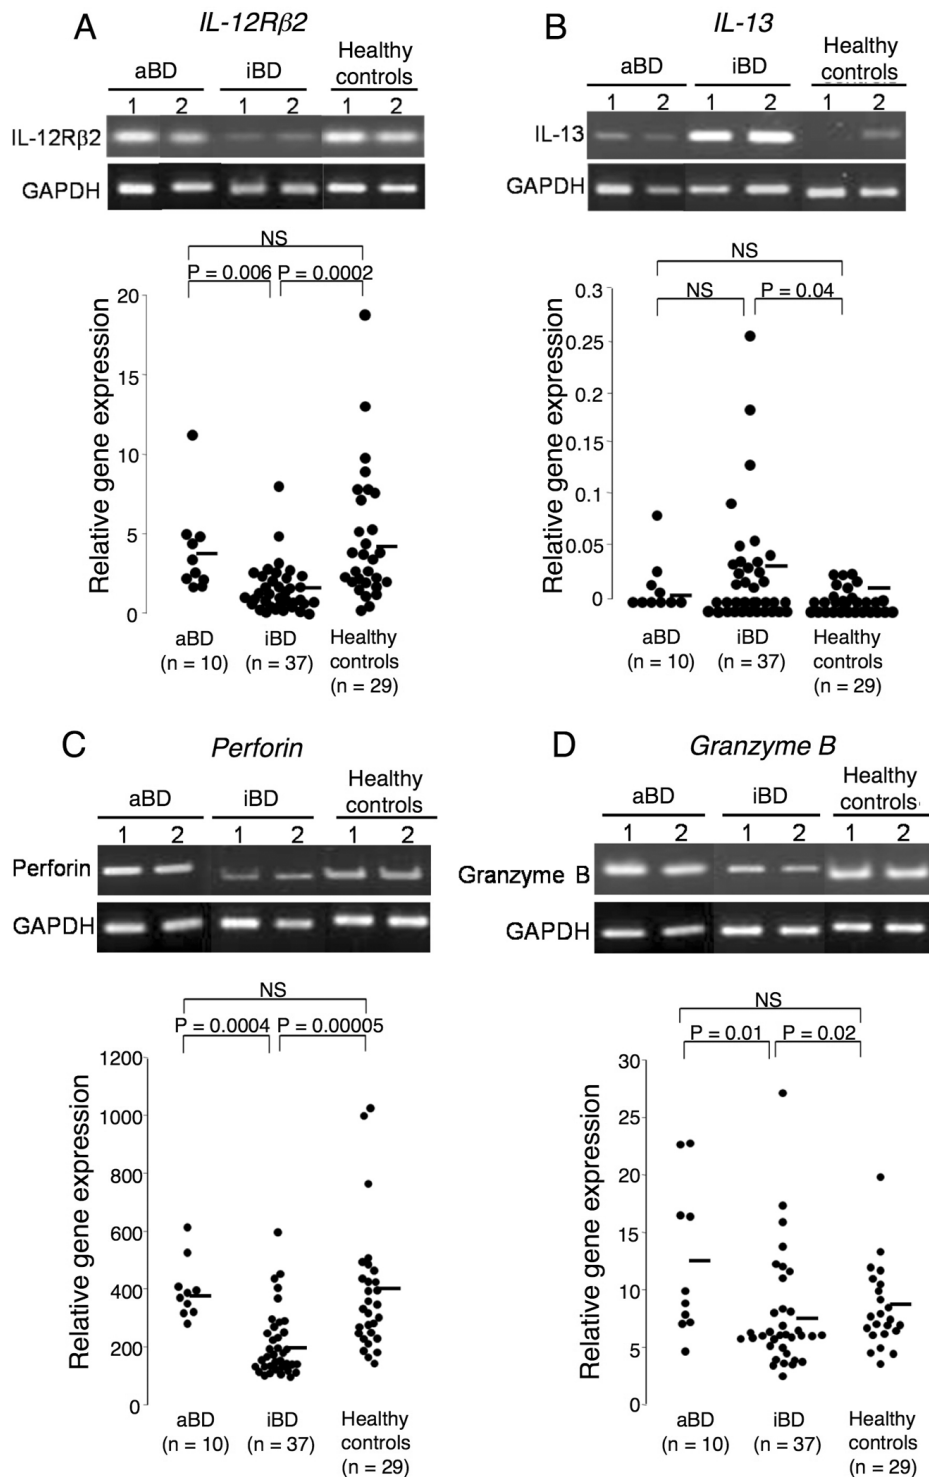 A
IL-12Rβ2
aBD
iBD
Healthy
controls
1 2 1 2 1 2
IL-12Rβ2
GAPDH
NS
P = 0.006 P = 0.0002
Relative gene expression
20
15
10
5
0
aBD
(n = 10)
iBD
(n = 37)
Healthy
controls
(n = 29)
B
IL-13
aBD
iBD
Healthy
controls
1 2 1 2 1 2
IL-13
GAPDH
NS
NS P = 0.04
Relative gene expression
0.3
0.25
0.2
0.15
0.1
0.05
0
aBD
(n = 10)
iBD
(n = 37)
Healthy
controls
(n = 29)
C
Perforin
aBD
iBD
Healthy
controls
1 2 1 2 1 2
Perforin
GAPDH
NS
P = 0.0004 P = 0.00005
Relative gene expression
1200
1000
800
600
400
200
0
aBD
(n = 10)
iBD
(n = 37)
Healthy
controls
(n = 29)
D
Granzyme B
aBD
iBD
Healthy
controls
1 2 1 2 1 2
Granzyme B
GAPDH
NS
P = 0.01 P = 0.02
Relative gene expression
30
25
20
15
10
5
0
aBD
(n = 10)
iBD
(n = 37)
Healthy
controls
(n = 29)